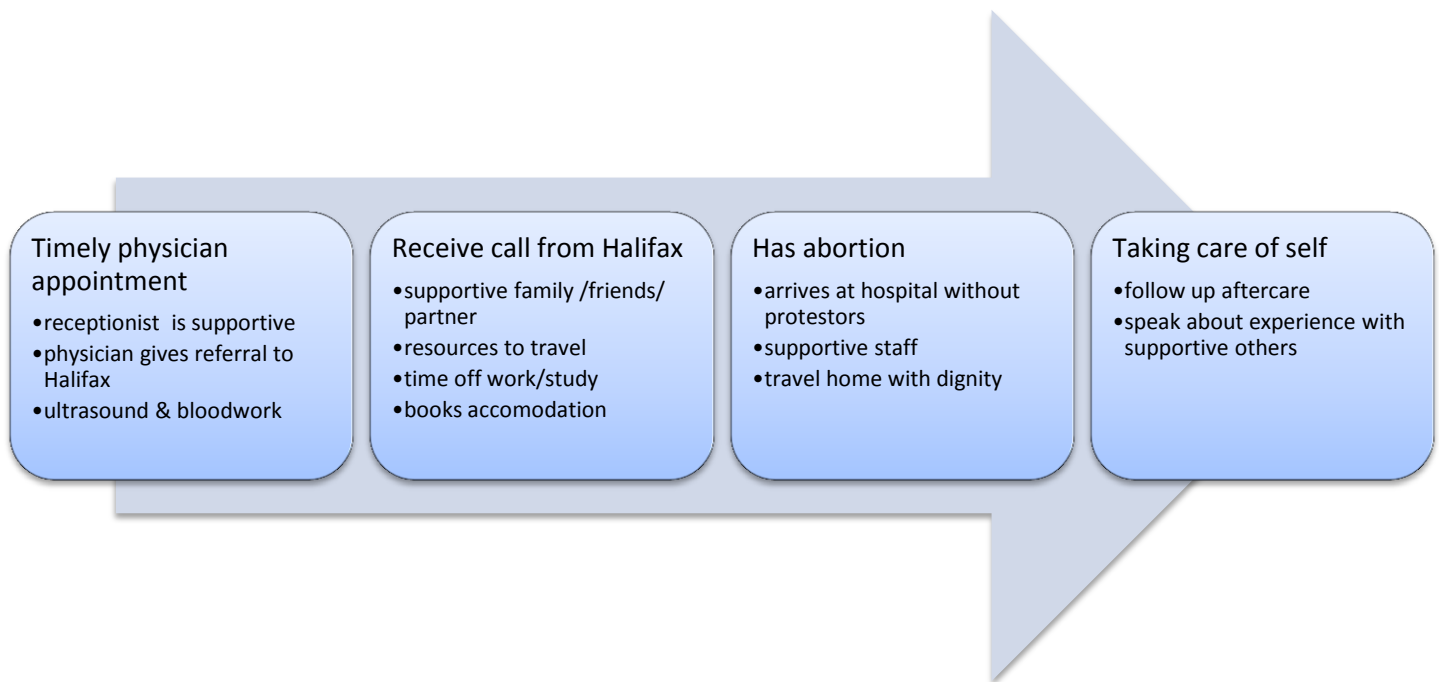 Timely physician
appointment
•receptionist is supportive
•physician gives referral to
Halifax
•ultrasound & bloodwork
Receive call from Halifax
•supportive family /friends/
partner
•resources to travel
•time off work/study
•books accomodation
Has abortion
•arrives at hospital without
protestors
•supportive staff
•travel home with dignity
Taking care of self
•follow up aftercare
•speak about experience with
supportive others